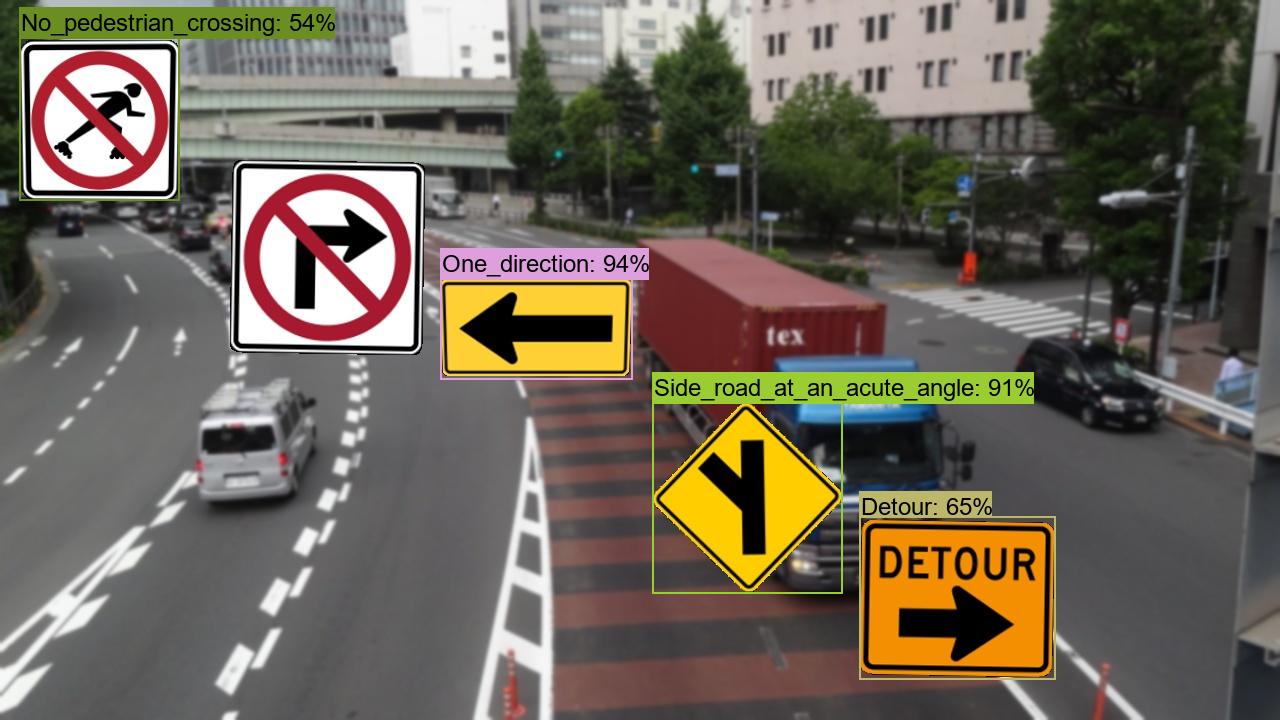 No_pedestrian_crossing: 54%
One_direction: 94%
tex
Side_road_at_an_acute_angle: 91%
Detour: 65%
DETOUR